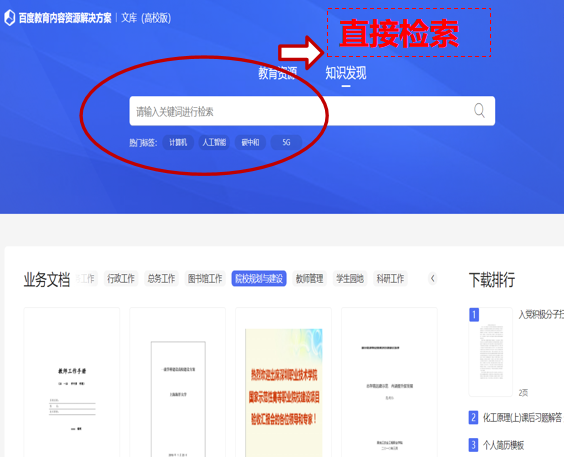 百度教育内容资源解决方案 | 文库 (高校版)
直接检索
教育资源 知识发现
请输入关键词进行检索
热门标签: 计算机 人工智能 碳中和 5G
业务文档 工作 行政工作 总务工作 图书馆工作 院校规划与建设 教师管理 学生园地 科研工作 <
下载排行
1 入党积极分子
教师工作手册
热烈欢迎出席深圳职业技术学院
国家示范性高等职业院校建设项目
验收汇报会的各位领导和专家！
2页
2 化工原理(上)课后习题解答
3 个人简历模板